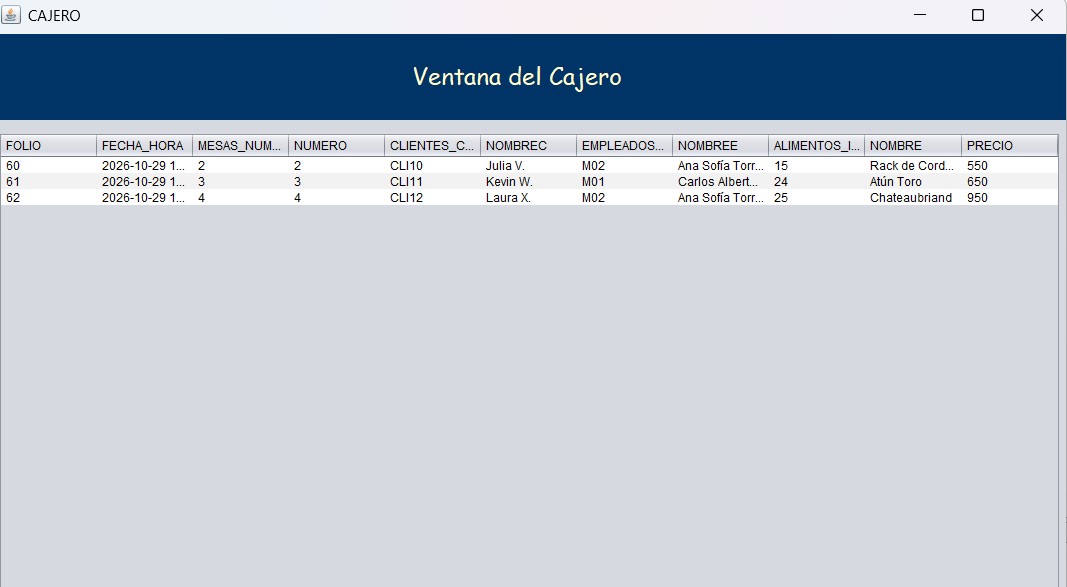 CAJERO
Ventana del Cajero
FOLIO FECHA_HORA MESAS_NUM... NUMERO CLIENTES_C... NOMBREC EMPLEADOS... NOMBREE ALIMENTOS_I... NOMBRE PRECIO
60 2026-10-29 1... 2 2 CLI10 Julia V. M02 Ana Sofía Torr... 15 Rack de Cord... 550
61 2026-10-29 1... 3 3 CLI11 Kevin W. M01 Carlos Albert... 24 Atún Toro 650
62 2026-10-29 1... 4 4 CLI12 Laura X. M02 Ana Sofía Torr... 25 Chateaubriand 950